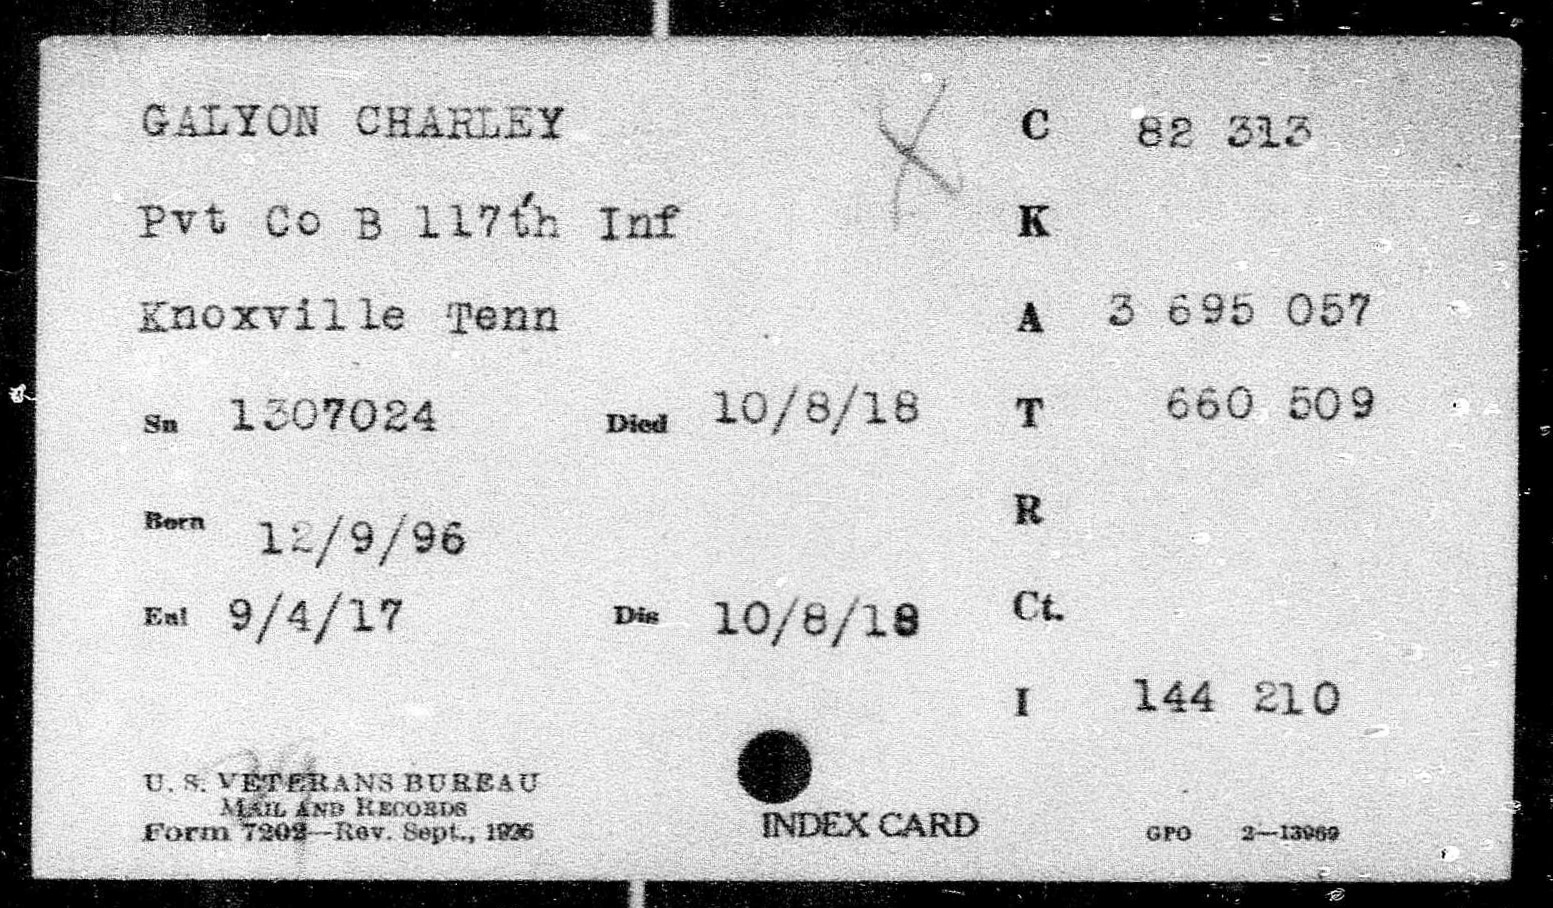 GALYON CHARLEY C 82 313
Pvt Co B 117th Inf K
Knoxville Tenn A 3 695 057
Sn 1307024 Died 10/8/18 T 660 509
R
Born 12/9/96
Enl 9/4/17 Dis 10/8/18 Ct.
I 144 210
U. S. VETERANS BUREAU
MAIL AND RECORDS
Form 7202—Rev. Sept., 1926
INDEX CARD
GPO 2—13969